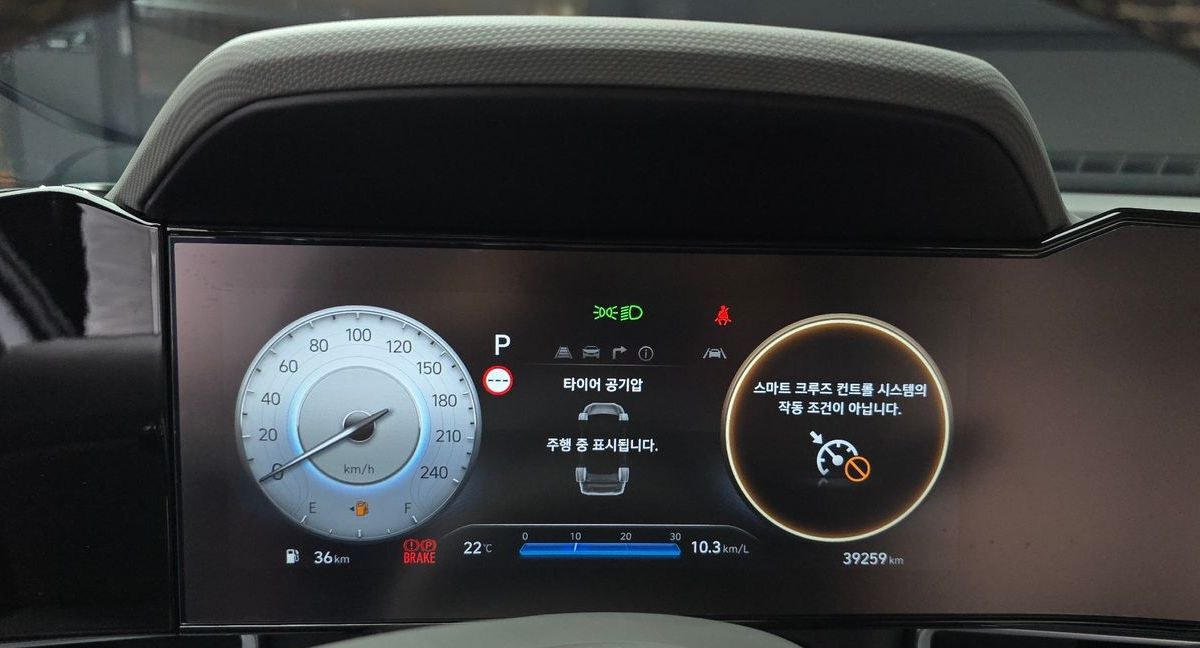 0
20
40
60
80
100
120
150
180
210
240
km/h
E
F
36 km
P
타이어 공기압
주행 중 표시됩니다.
스마트 크루즈 컨트롤 시스템의
작동 조건이 아닙니다.
(!) (P)
BRAKE
22°C
0 10 20 30
10.3 km/L
39259 km